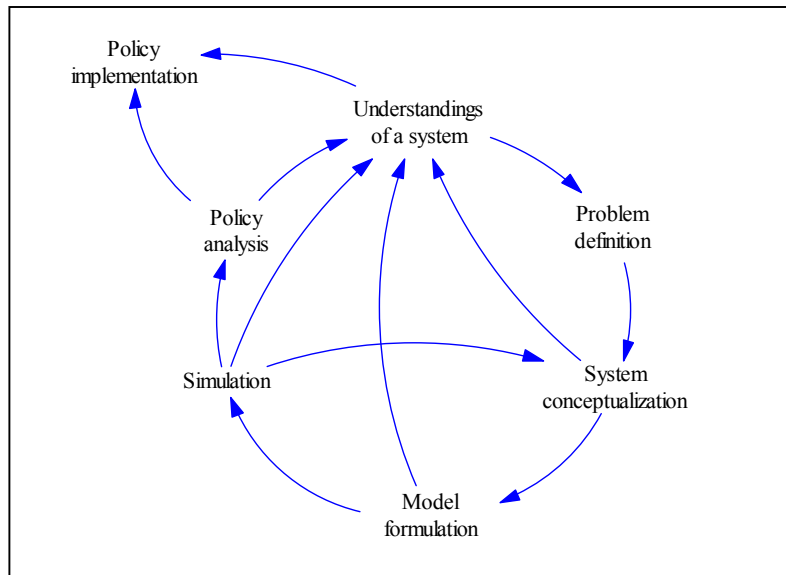 Policy
implementation
Understandings
of a system
Policy
analysis
Problem
definition
Simulation
System
conceptualization
Model
formulation